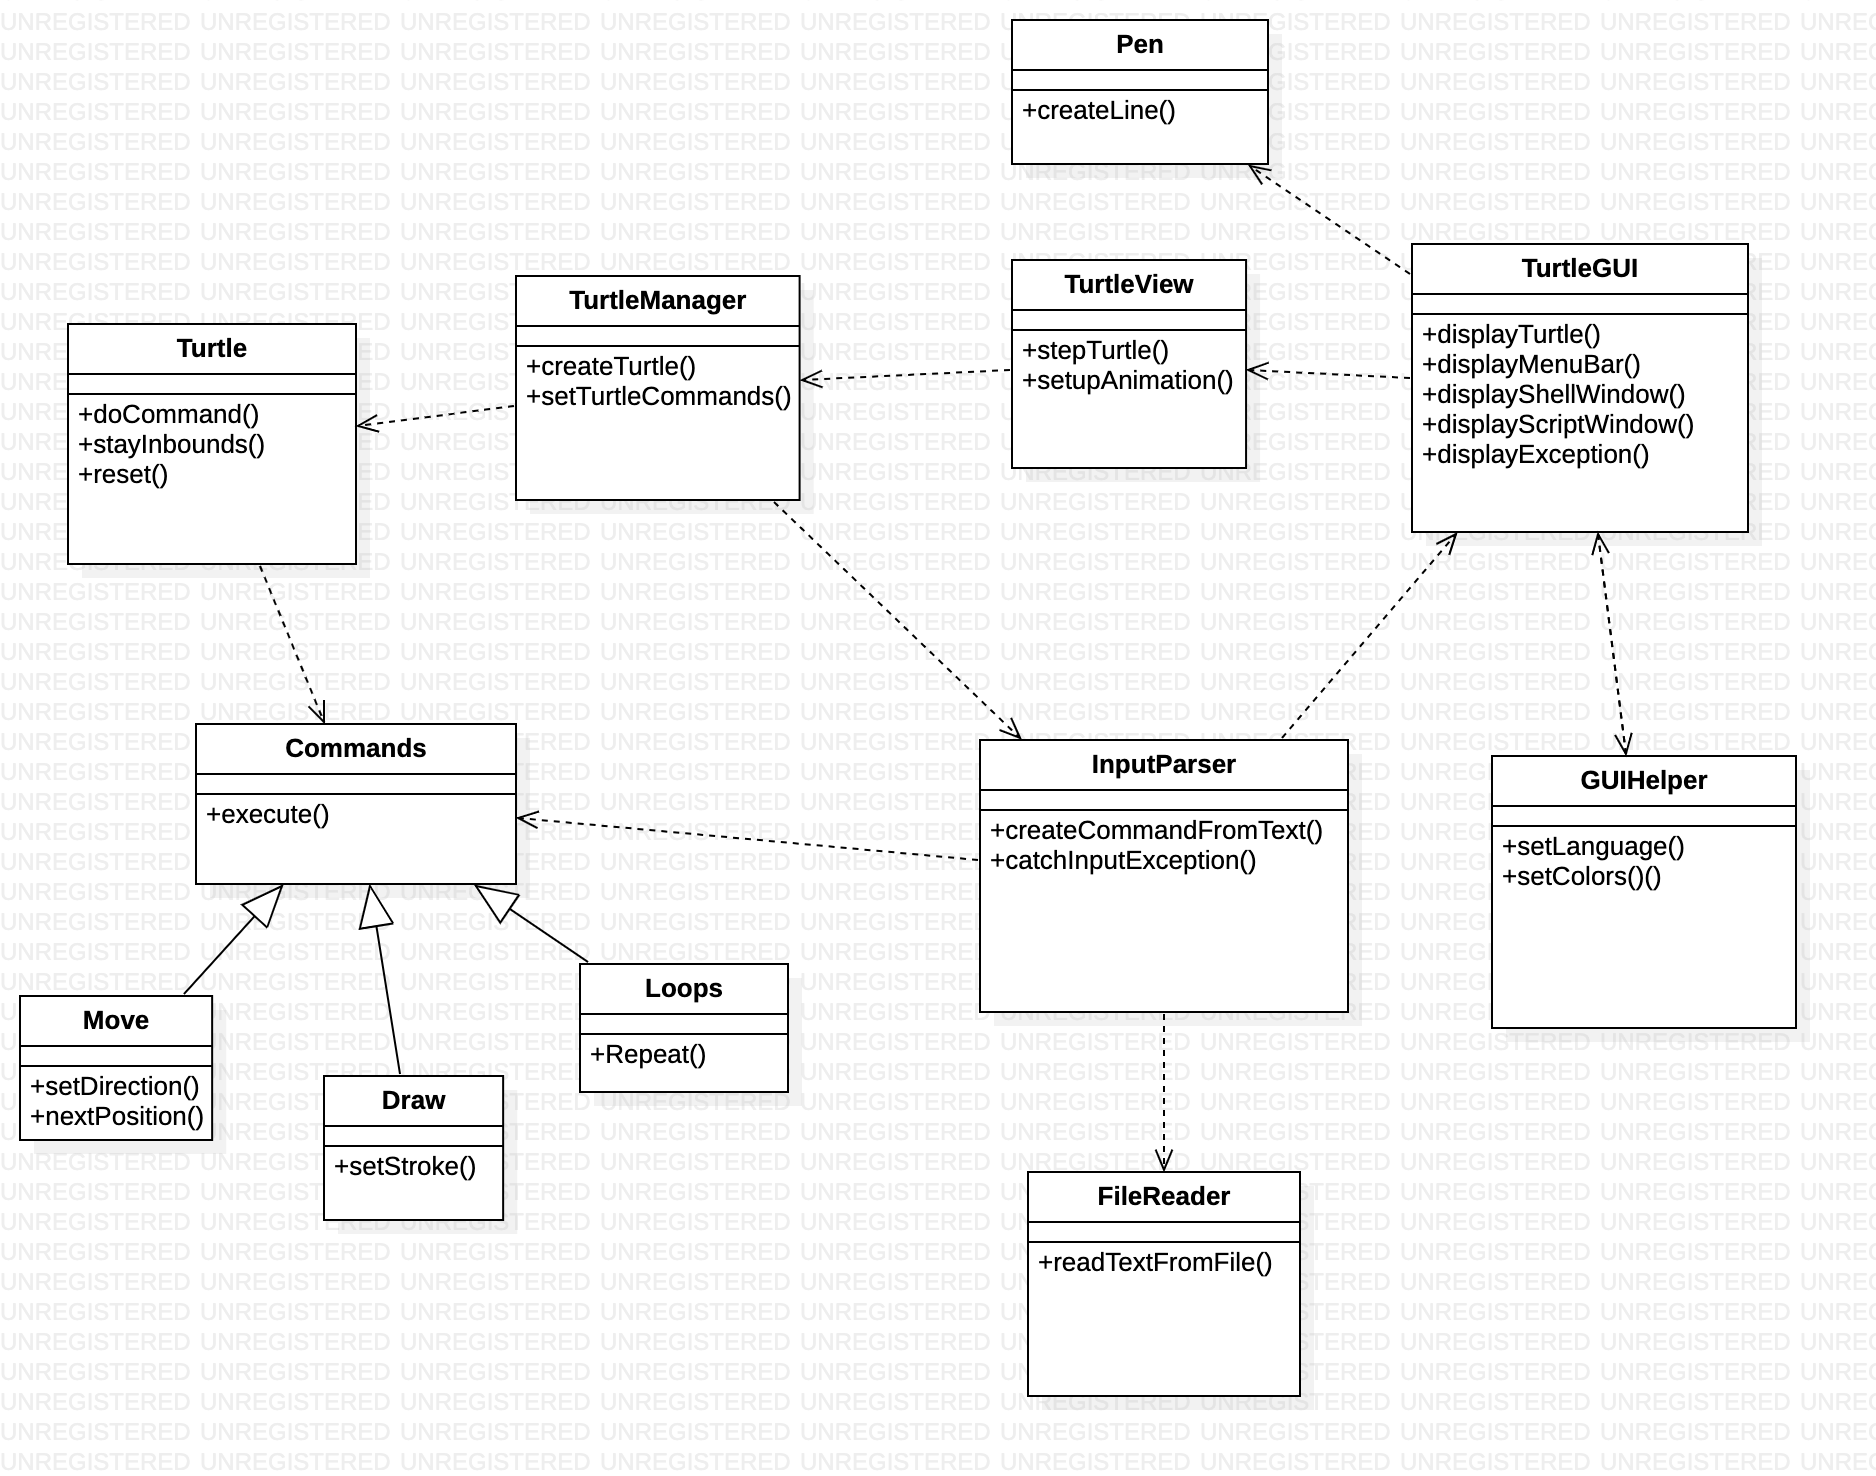 Pen
+createLine()
TurtleGUI
+displayTurtle()
+displayMenuBar()
+displayShellWindow()
+displayScriptWindow()
+displayException()
TurtleView
+stepTurtle()
+setupAnimation()
TurtleManager
+createTurtle()
+setTurtleCommands()
Turtle
+doCommand()
+stayInbounds()
+reset()
Commands
+execute()
InputParser
+createCommandFromText()
+catchInputException()
GUIHelper
+setLanguage()
+setColors()()
Loops
+Repeat()
Move
+setDirection()
+nextPosition()
Draw
+setStroke()
FileReader
+readTextFromFile()
UNREGISTERED